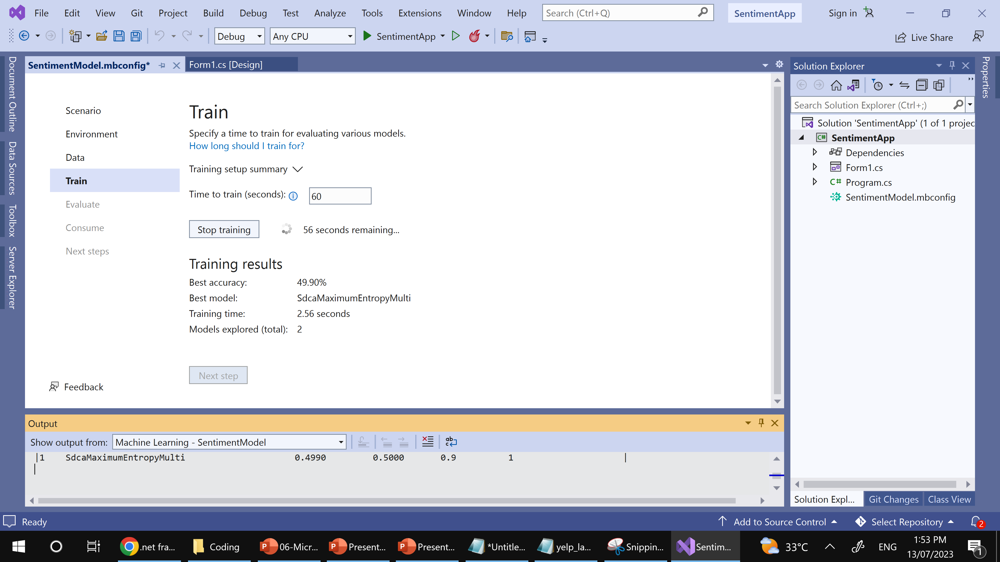 File Edit View Git Project Build Debug Test Analyze Tools Extensions Window Help Search (Ctrl+Q) SentimentApp Sign in
Debug Any CPU SentimentApp Live Share
Document Outline
Data Sources
Toolbox
Server Explorer
SentimentModel.mbconfig* Form1.cs [Design]
Scenario
Environment
Data
Train
Evaluate
Consume
Next steps
Feedback
Train
Specify a time to train for evaluating various models.
How long should I train for?
Training setup summary
Time to train (seconds): 60
Stop training 56 seconds remaining...
Training results
Best accuracy: 49.90%
Best model: SdcaMaximumEntropyMulti
Training time: 2.56 seconds
Models explored (total): 2
Next step
Output
Show output from: Machine Learning - SentimentModel
|1 SdcaMaximumEntropyMulti 0.4990 0.5000 0.9 1 |
Solution Explorer
Search Solution Explorer (Ctrl+;)
Solution 'SentimentApp' (1 of 1 projec
C# SentimentApp
Dependencies
Form1.cs
C# Program.cs
SentimentModel.mbconfig
Solution Expl... Git Changes Class View
Properties
Ready Add to Source Control Select Repository 2
.net fra... Coding 06-Micr... Present... Present... *Untitle... yelp_la... Snippin... Sentim... 33°C ENG 1:53 PM
13/07/2023 1